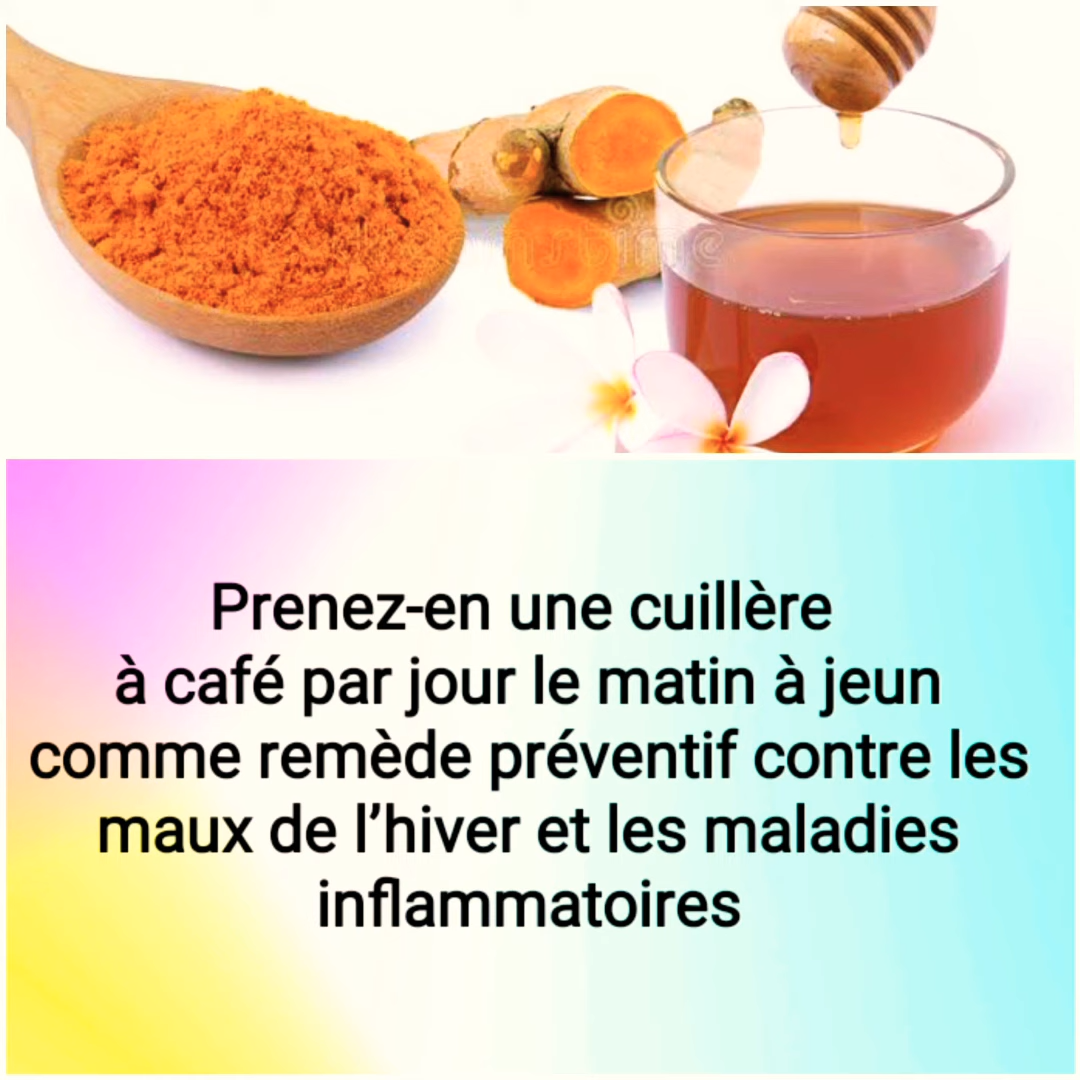 Prenez-en une cuillère
à café par jour le matin à jeun
comme remède préventif contre les
maux de l’hiver et les maladies
inflammatoires